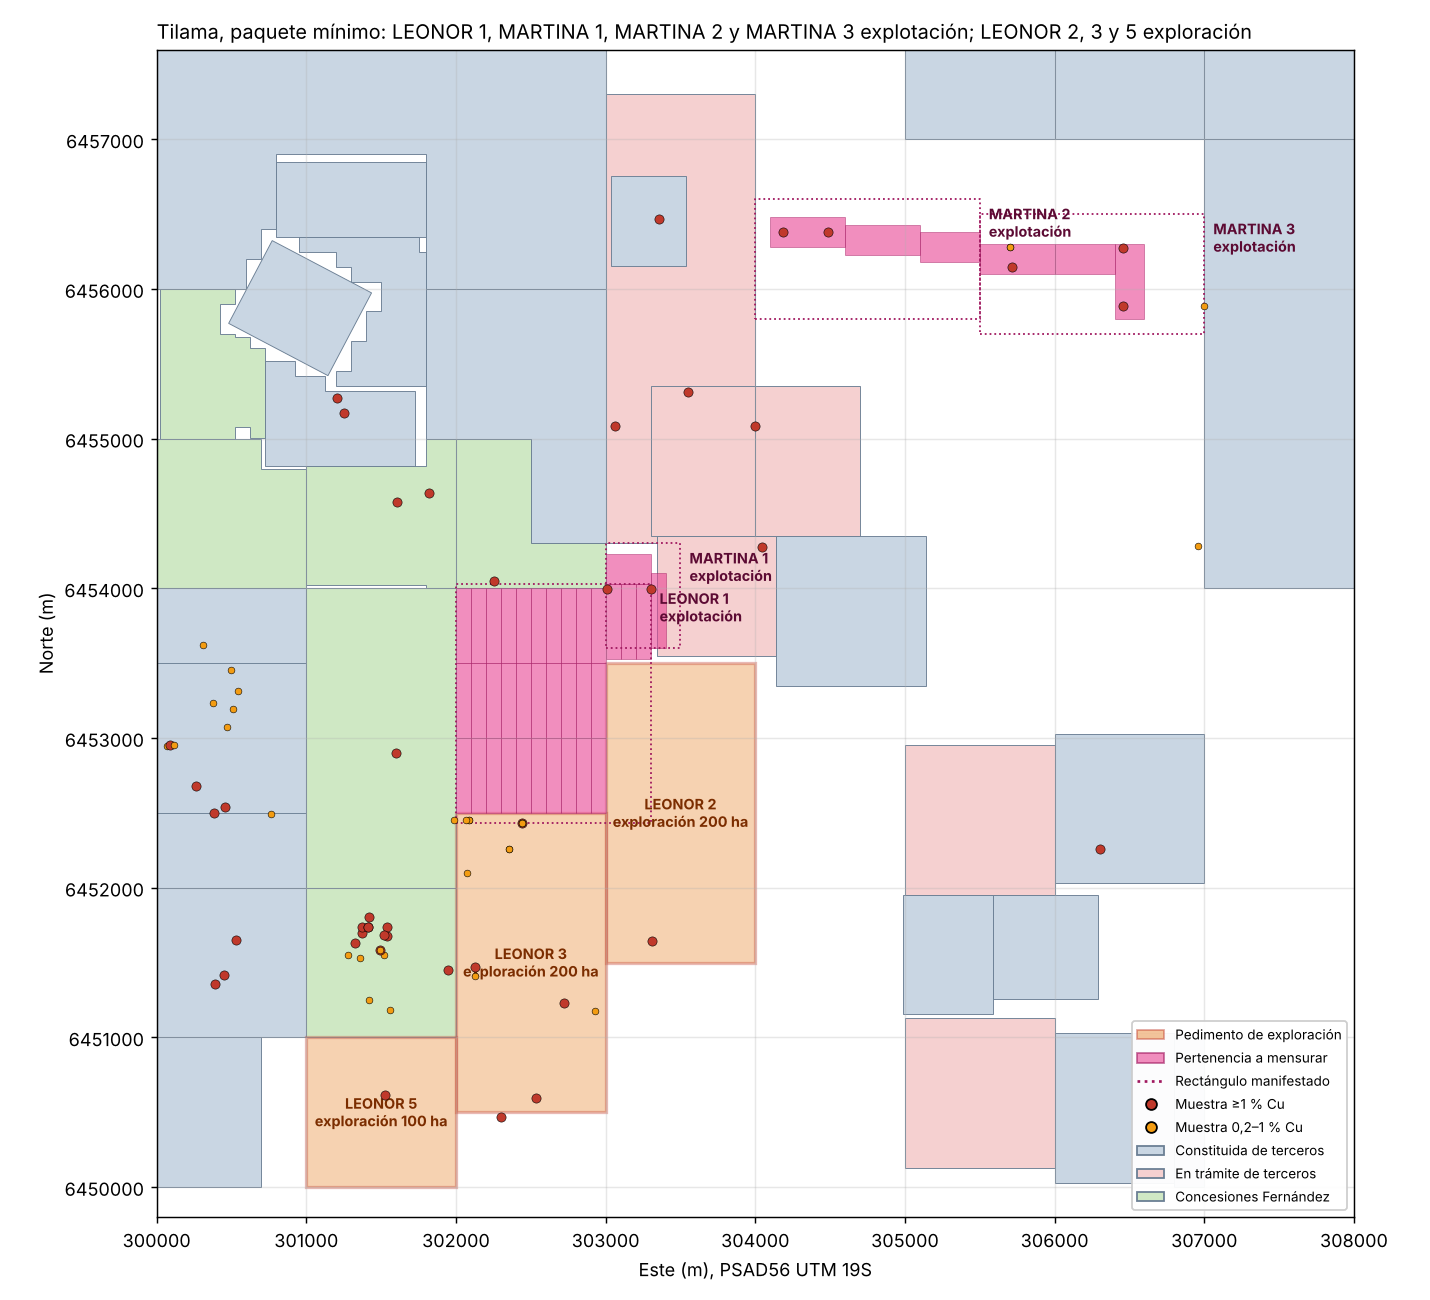 Tilama, paquete mínimo: LEONOR 1, MARTINA 1, MARTINA 2 y MARTINA 3 explotación; LEONOR 2, 3 y 5 exploración
6457000
6456000
6455000
6454000
6453000
6452000
6451000
6450000
Norte (m)
MARTINA 2
explotación
MARTINA 3
explotación
MARTINA 1
explotación
LEONOR 1
explotación
LEONOR 2
exploración 200 ha
LEONOR 3
exploración 200 ha
LEONOR 5
exploración 100 ha
Pedimento de exploración
Pertenencia a mensurar
Rectángulo manifestado
Muestra ≥1 % Cu
Muestra 0,2–1 % Cu
Constituida de terceros
En trámite de terceros
Concesiones Fernández
300000
301000
302000
303000
304000
305000
306000
307000
308000
Este (m), PSAD56 UTM 19S